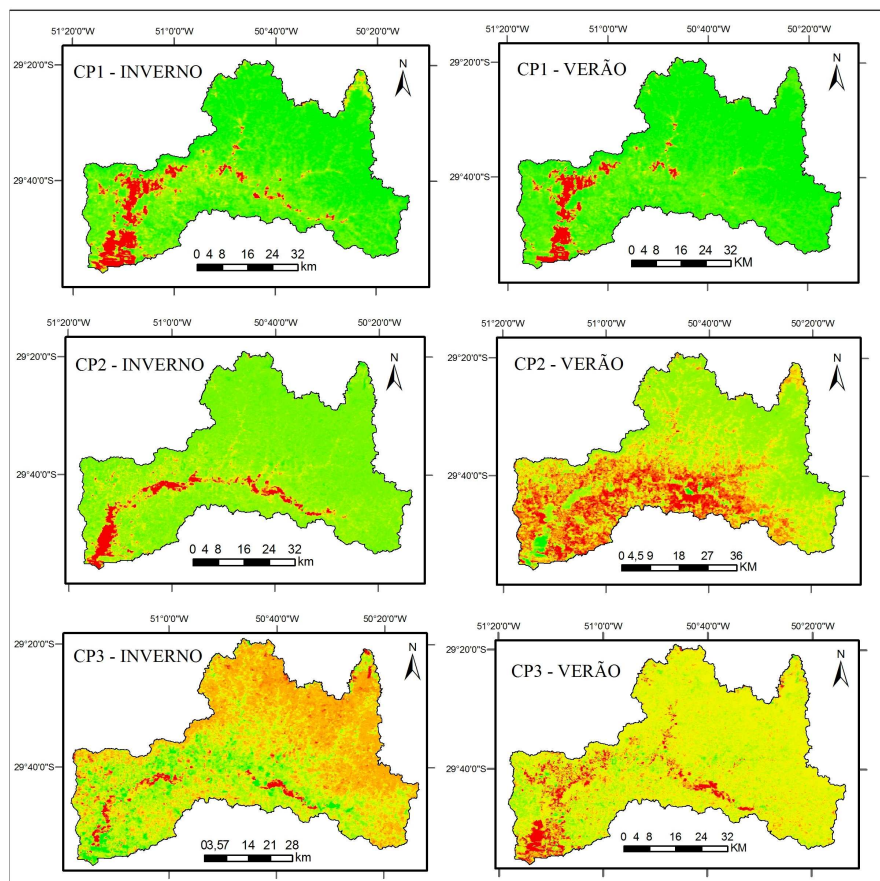 51°20'0"W 51°0'0"W 50°40'0"W 50°20'0"W
29°20'0"S
CP1 - INVERNO
N
29°40'0"S
0 4 8 16 24 32
km
51°20'0"W 51°0'0"W 50°40'0"W 50°20'0"W
29°20'0"S
CP1 - VERÃO
N
29°40'0"S
0 4 8 16 24 32
KM
51°20'0"W 51°0'0"W 50°40'0"W 50°20'0"W
29°20'0"S
CP2 - INVERNO
N
29°40'0"S
0 4 8 16 24 32
km
51°20'0"W 51°0'0"W 50°40'0"W 50°20'0"W
29°20'0"S
CP2 - VERÃO
N
29°40'0"S
0 4,5 9 18 27 36
KM
51°0'0"W 50°40'0"W 50°20'0"W
29°20'0"S
CP3 - INVERNO
N
29°40'0"S
03,57 14 21 28
km
51°20'0"W 51°0'0"W 50°40'0"W 50°20'0"W
29°20'0"S
CP3 - VERÃO
N
29°40'0"S
0 4 8 16 24 32
KM